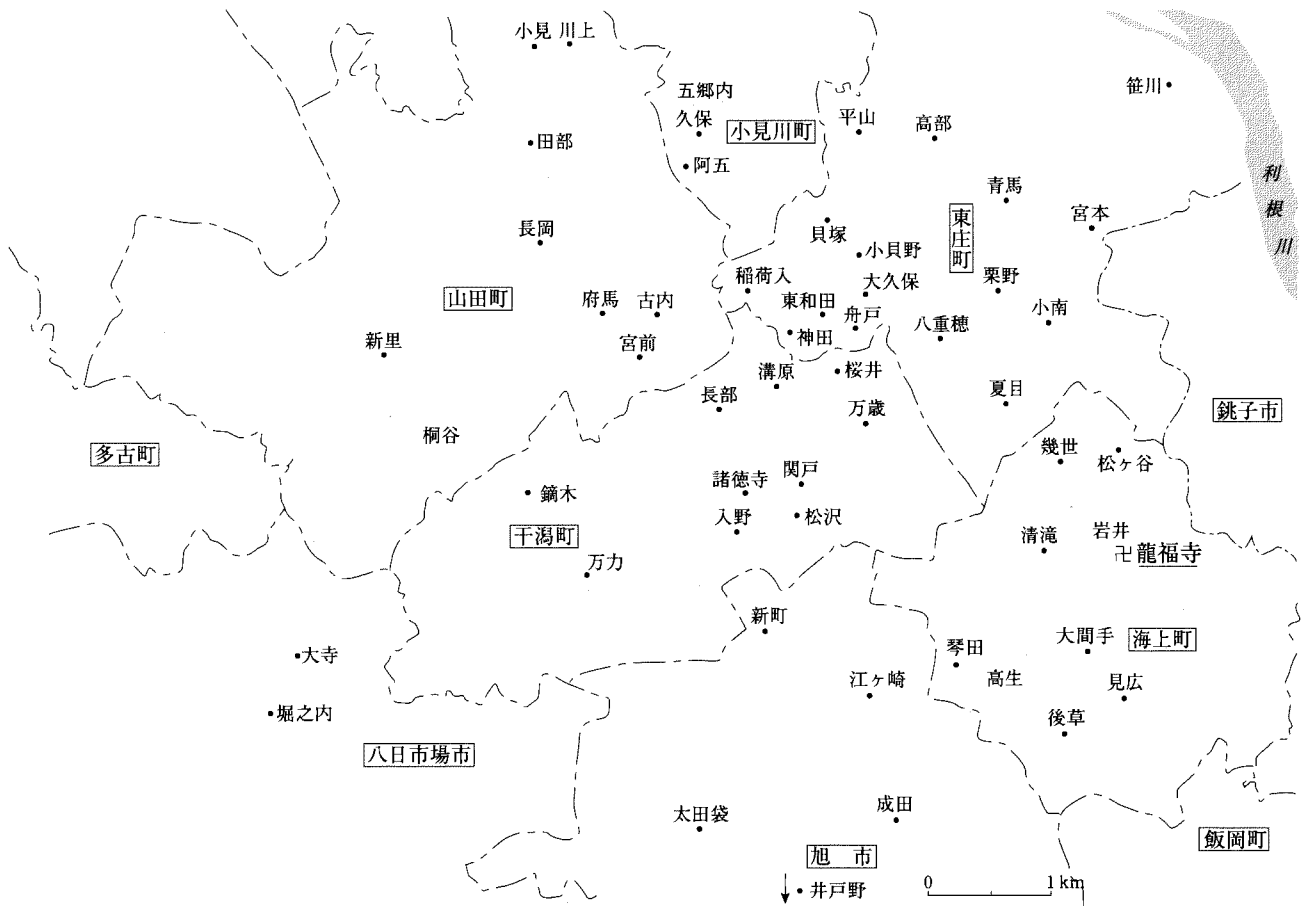 小見
川上
笹川
五郷内
久保
小見川町
平山
高部
田部
阿五
利根川
青馬
東庄町
宮本
貝塚
長岡
小貝野
稲荷入
大久保
栗野
山田町
府馬
古内
東和田
舟戸
小南
八重穂
神田
新里
宮前
溝原
桜井
長部
万歳
夏目
銚子市
桐谷
多古町
幾世
松ヶ谷
鏑木
諸徳寺
関戸
干潟町
入野
松沢
清滝
岩井
卍龍福寺
万力
新町
大間手
海上町
大寺
琴田
高生
江ヶ崎
見広
堀之内
後草
八日市場市
太田袋
成田
飯岡町
旭 市
井戸野
0 1 km